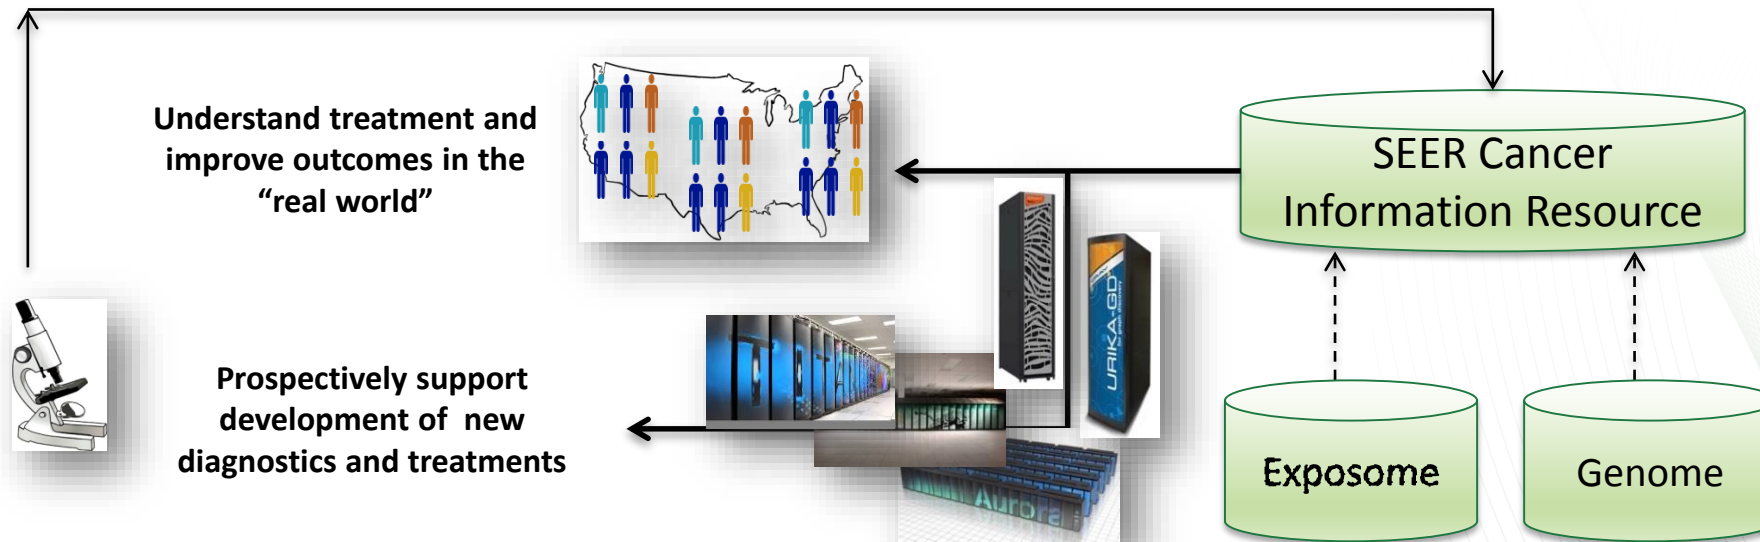 Understand treatment and
improve outcomes in the
“real world”
SEER Cancer
Information Resource
URIKA-GD
TITAN
Prospectively support
development of new
diagnostics and treatments
Aurora
Exposome
Genome